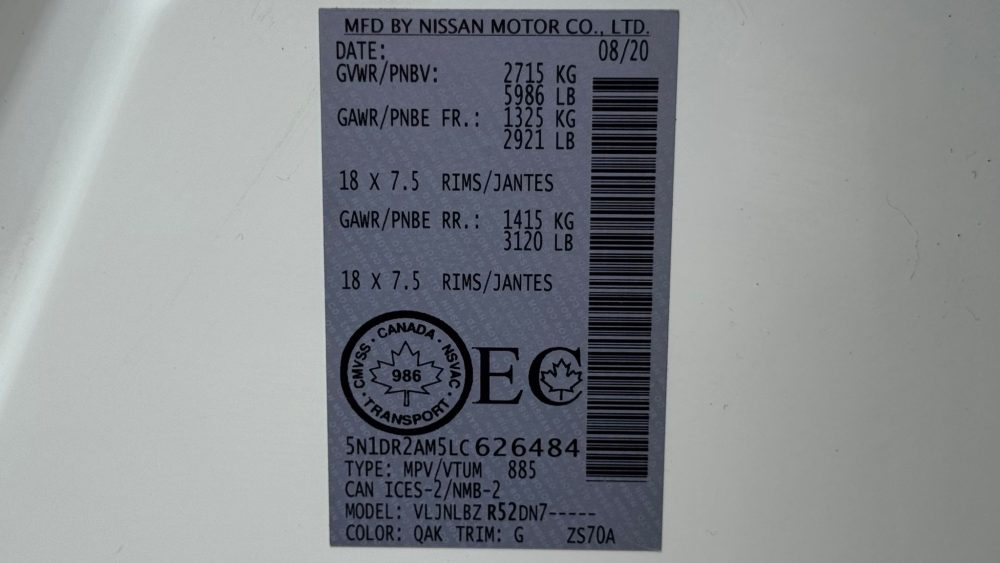 MFD BY NISSAN MOTOR CO., LTD.
DATE: 08/20
GVWR/PNBV: 2715 KG
5986 LB
GAWR/PNBE FR.: 1325 KG
2921 LB
18 X 7.5 RIMS/JANTES
GAWR/PNBE RR.: 1415 KG
3120 LB
18 X 7.5 RIMS/JANTES
CMVSS · CANADA · NSVAC
986
· TRANSPORT ·
EC
5N1DR2AM5LC626484
TYPE: MPV/VTUM 885
CAN ICES-2/NMB-2
MODEL: VLJNLBZ R52DN7-----
COLOR: QAK TRIM: G ZS70A